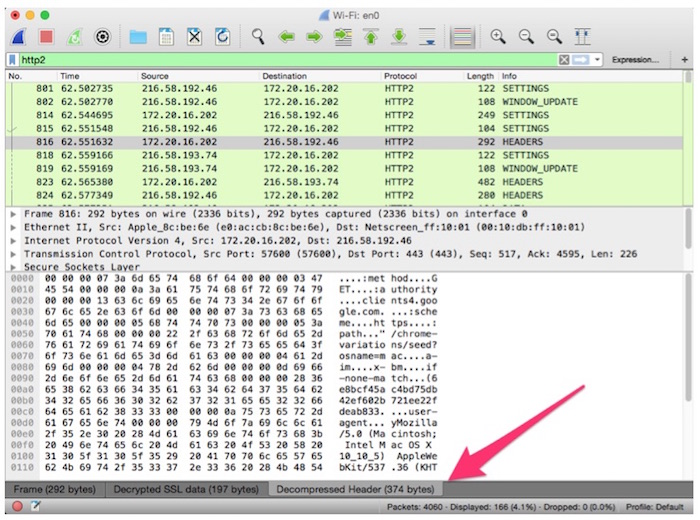 Wi-Fi: en0
http2
Expression...
+
No. Time Source Destination Protocol Length Info
801 62.502735 216.58.192.46 172.20.16.202 HTTP2 122 SETTINGS
802 62.502770 216.58.192.46 172.20.16.202 HTTP2 108 WINDOW_UPDATE
814 62.544695 172.20.16.202 216.58.192.46 HTTP2 249 SETTINGS
815 62.551548 172.20.16.202 216.58.192.46 HTTP2 104 SETTINGS
816 62.551632 172.20.16.202 216.58.192.46 HTTP2 292 HEADERS
818 62.559166 216.58.193.74 172.20.16.202 HTTP2 122 SETTINGS
819 62.559169 216.58.193.74 172.20.16.202 HTTP2 108 WINDOW_UPDATE
823 62.565380 172.20.16.202 216.58.193.74 HTTP2 482 HEADERS
824 62.577349 216.58.192.46 172.20.16.202 HTTP2 280 HEADERS
Frame 816: 292 bytes on wire (2336 bits), 292 bytes captured (2336 bits) on interface 0
Ethernet II, Src: Apple_8c:be:6e (e0:ac:cb:8c:be:6e), Dst: Netscreen_ff:10:01 (00:10:db:ff:10:01)
Internet Protocol Version 4, Src: 172.20.16.202, Dst: 216.58.192.46
Transmission Control Protocol, Src Port: 57600 (57600), Dst Port: 443 (443), Seq: 517, Ack: 4595, Len: 226
Secure Sockets Layer
0000 00 00 00 07 3a 6d 65 74 68 6f 64 00 00 00 03 47 ....:met hod....G
0010 45 54 00 00 00 0a 3a 61 75 74 68 6f 72 69 74 79 ET....:a uthority
0020 00 00 00 13 63 6c 69 65 6e 74 73 34 2e 67 6f 6f ....clie nts4.goo
0030 67 6c 65 2e 63 6f 6d 00 00 00 07 3a 73 63 68 65 gle.com. ...:sche
0040 6d 65 00 00 00 05 68 74 74 70 73 00 00 00 05 3a me....ht tps....:
0050 70 61 74 68 00 00 00 22 2f 63 68 72 6f 6d 65 2d path..." /chrome-
0060 76 61 72 69 61 74 69 6f 6e 73 2f 73 65 65 64 3f variatio ns/seed?
0070 6f 73 6e 61 6d 65 3d 6d 61 63 00 00 00 04 61 2d osname=m ac....a-
0080 69 6d 00 00 00 04 78 2d 62 6d 00 00 00 0d 69 66 im....x- bm....if
0090 2d 6e 6f 6e 65 2d 6d 61 74 63 68 00 00 00 28 36 -none-ma tch...(6
00a0 65 38 62 63 66 34 35 61 63 34 62 64 37 35 64 62 e8bcf45a c4bd75db
00b0 34 32 65 66 36 30 32 62 37 32 31 65 65 32 32 66 42ef602b 721ee22f
00c0 64 65 61 62 38 33 33 00 00 00 0a 75 73 65 72 2d deab833. ...user-
00d0 61 67 65 6e 74 00 00 00 79 4d 6f 7a 69 6c 6c 61 agent... yMozilla
00e0 2f 35 2e 30 20 28 4d 61 63 69 6e 74 6f 73 68 3b /5.0 (Ma cintosh;
00f0 20 49 6e 74 65 6c 20 4d 61 63 20 4f 53 20 58 20 Intel M ac OS X
0100 31 30 5f 31 30 5f 35 29 20 41 70 70 6c 65 57 65 10_10_5) AppleWe
0110 62 4b 69 74 2f 35 33 37 2e 33 36 20 28 4b 48 54 bKit/537 .36 (KHT
Frame (292 bytes) Decrypted SSL data (197 bytes) Decompressed Header (374 bytes)
Packets: 4060 · Displayed: 166 (4.1%) · Dropped: 0 (0.0%) Profile: Default